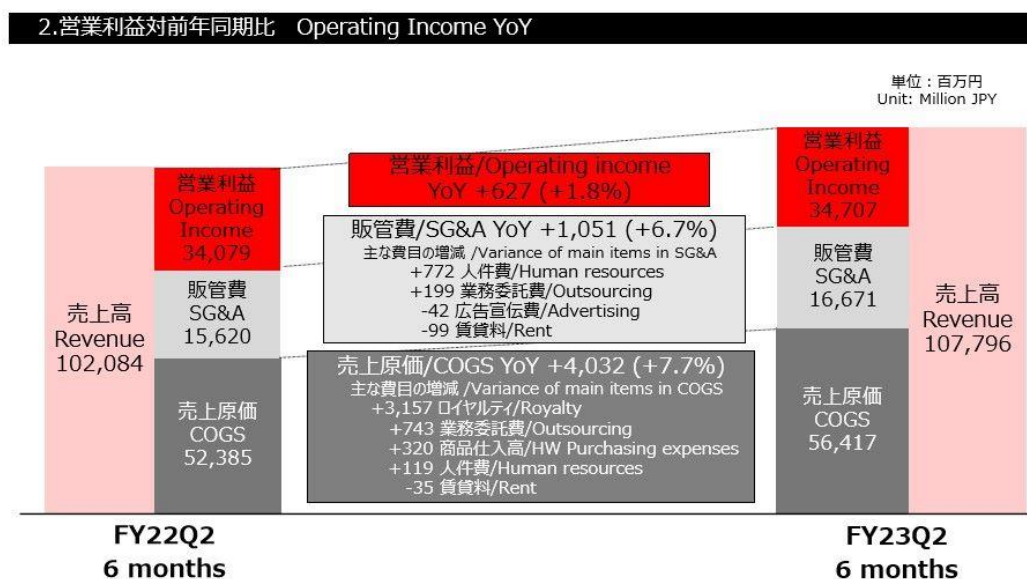 2.営業利益対前年同期比 Operating Income YoY
単位：百万円
Unit: Million JPY
売上高
Revenue
102,084
営業利益
Operating
Income
34,079
販管費
SG&A
15,620
売上原価
COGS
52,385
営業利益/Operating income
YoY +627 (+1.8%)
販管費/SG&A YoY +1,051 (+6.7%)
主な費目の増減 /Variance of main items in SG&A
+772 人件費/Human resources
+199 業務委託費/Outsourcing
-42 広告宣伝費/Advertising
-99 賃貸料/Rent
売上原価/COGS YoY +4,032 (+7.7%)
主な費目の増減 /Variance of main items in COGS
+3,157 ロイヤルティ/Royalty
+743 業務委託費/Outsourcing
+320 商品仕入高/HW Purchasing expenses
+119 人件費/Human resources
-35 賃貸料/Rent
営業利益
Operating
Income
34,707
販管費
SG&A
16,671
売上原価
COGS
56,417
売上高
Revenue
107,796
FY22Q2
6 months
FY23Q2
6 months